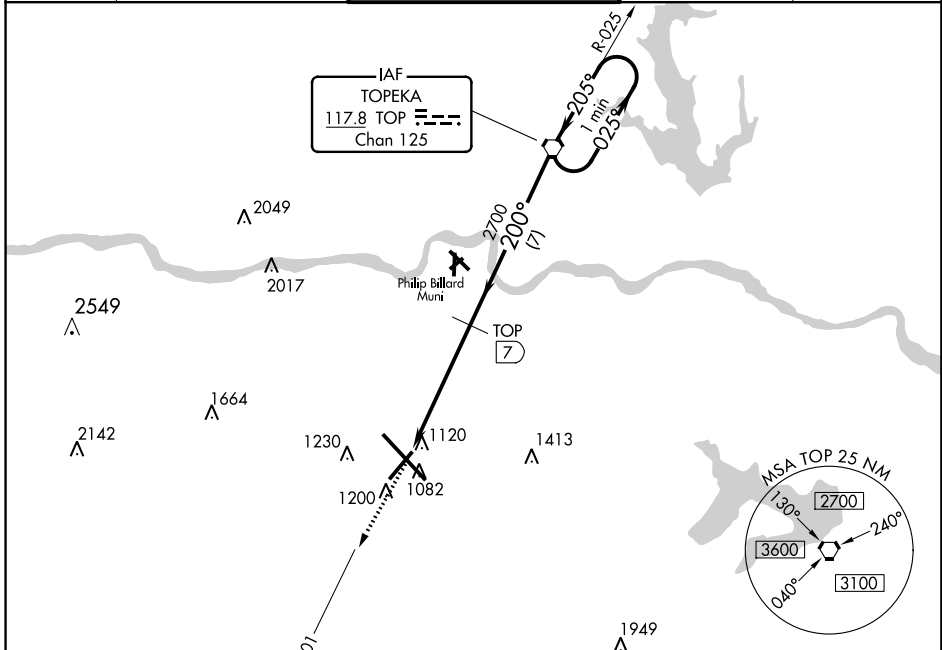 R-025
IAF
TOPEKA
117.8 TOP
Chan 125
205°
1 min
025°
2700
200°
(7)
2049
2017
Philip Billard
Muni
2549
TOP
7
1664
2142
1230
1120
1413
1200
1082
MSA TOP 25 NM
130°
2700
240°
3600
040°
3100
1949